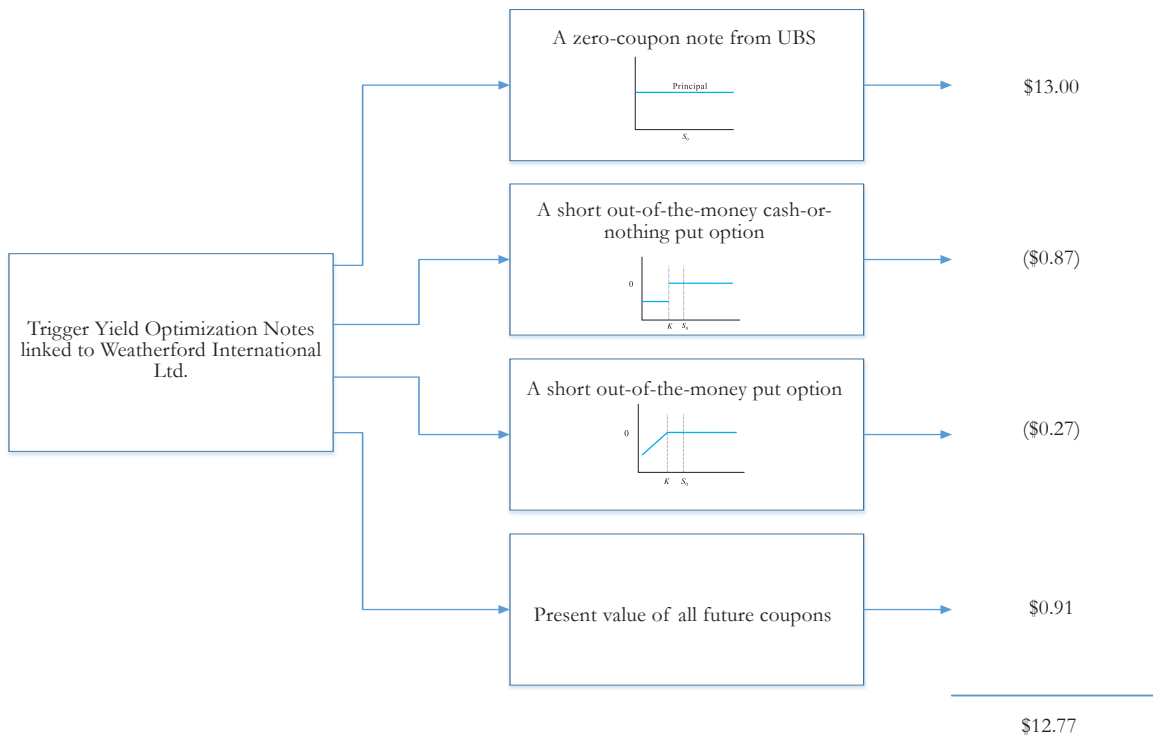 A zero-coupon note from UBS
Principal
S₀
$13.00
A short out-of-the-money cash-or-
nothing put option
0
K S₀
($0.87)
Trigger Yield Optimization Notes
linked to Weatherford International
Ltd.
A short out-of-the-money put option
0
K S₀
($0.27)
Present value of all future coupons
$0.91
$12.77